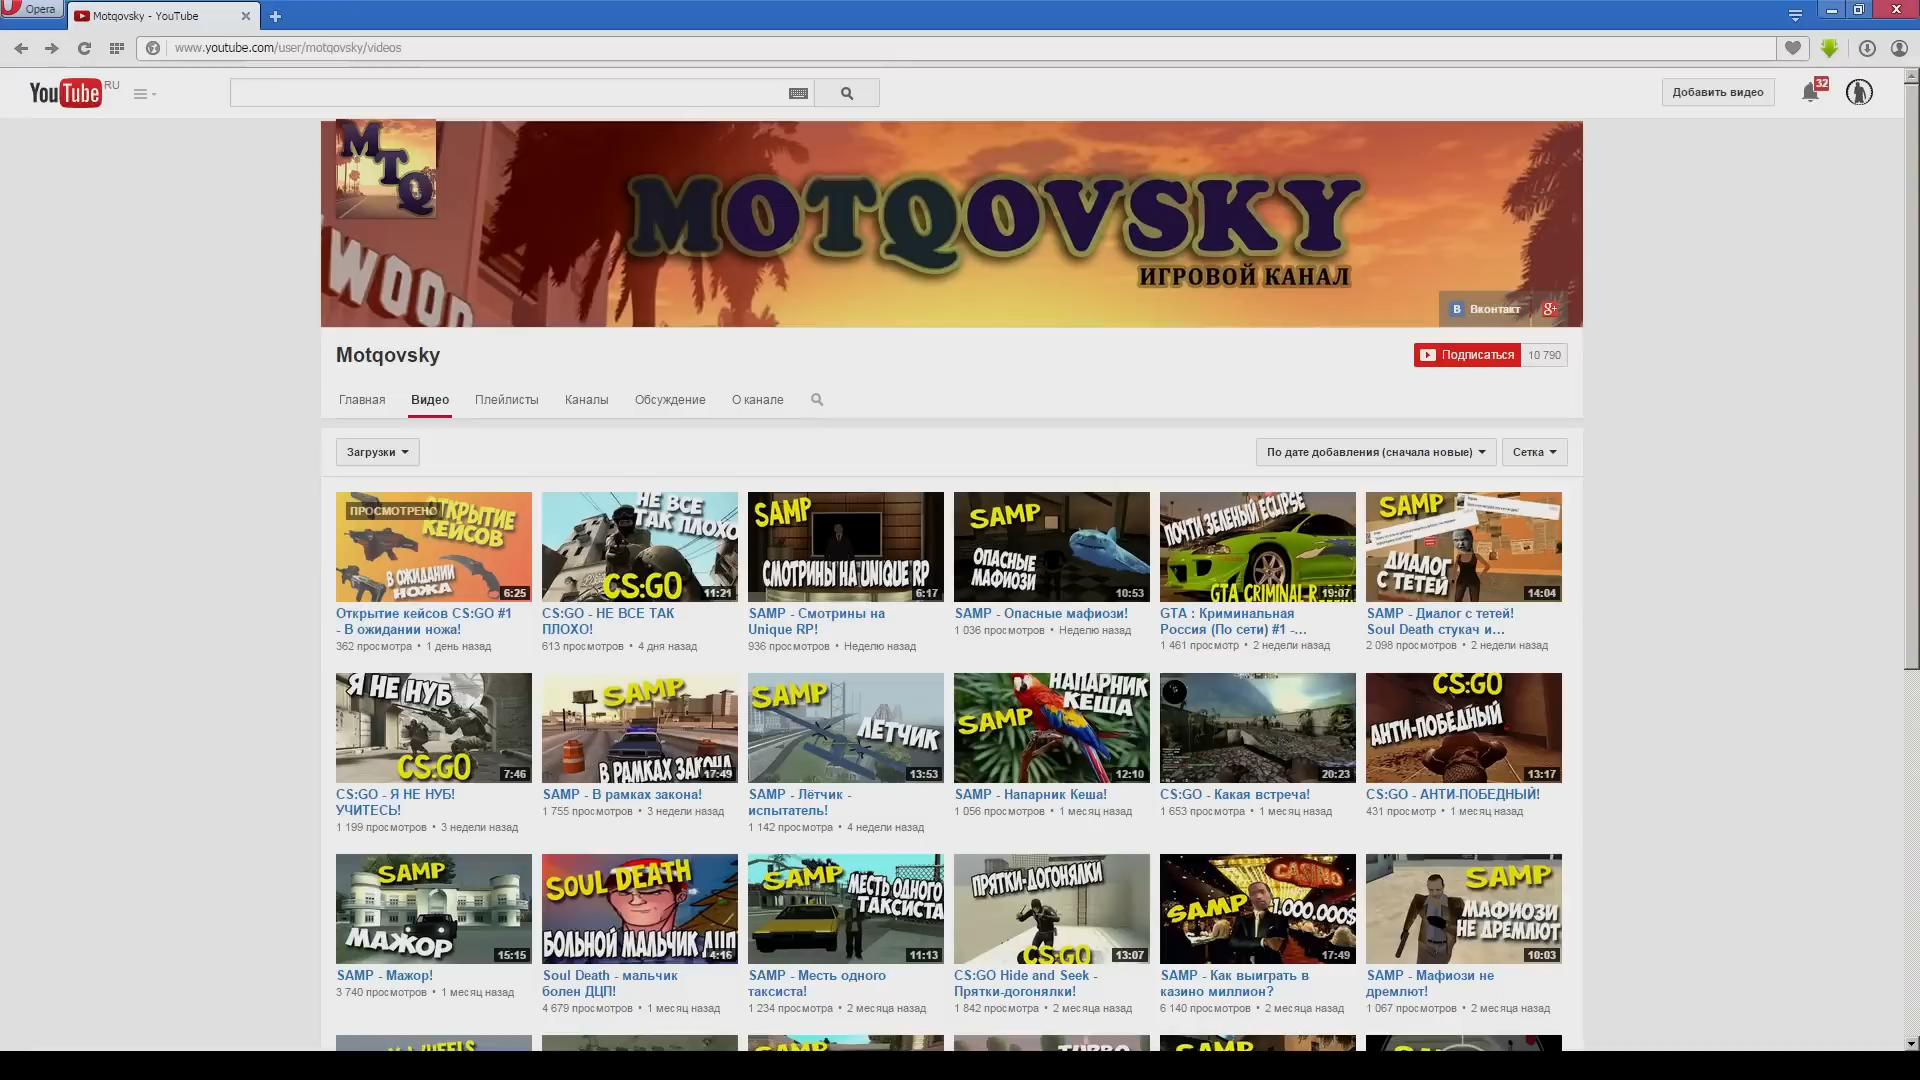 Opera
Motqovsky - YouTube
www.youtube.com/user/motqovsky/videos
YouTube RU
Добавить видео
32
MTQ
WOOD
MOTQOVSKY
ИГРОВОЙ КАНАЛ
Вконтакт
Motqovsky
Подписаться 10 790
Главная Видео Плейлисты Каналы Обсуждение О канале
Загрузки
По дате добавления (сначала новые)
Сетка
ПРОСМОТРЕНО
ОТКРЫТИЕ
КЕЙСОВ
В ОЖИДАНИИ
НОЖА
6:25
Открытие кейсов CS:GO #1
- В ожидании ножа!
362 просмотра • 1 день назад
НЕ ВСЕ
ТАК ПЛОХО
CS:GO
11:21
CS:GO - НЕ ВСЕ ТАК
ПЛОХО!
613 просмотров • 4 дня назад
SAMP
СМОТРИНЫ НА UNIQUE RP
6:17
SAMP - Смотрины на
Unique RP!
936 просмотров • Неделю назад
SAMP
ОПАСНЫЕ
МАФИОЗИ
10:53
SAMP - Опасные мафиози!
1 036 просмотров • Неделю назад
ПОЧТИ ЗЕЛЕНЫЙ ECLIPSE
GTA CRIMINAL
19:07
GTA : Криминальная
Россия (По сети) #1 -...
1 461 просмотр • 2 недели назад
SAMP
ДИАЛОГ
С ТЕТЕЙ
14:04
SAMP - Диалог с тетей!
Soul Death стукач и...
2 098 просмотров • 2 недели назад
Я НЕ НУБ
CS:GO
7:46
CS:GO - Я НЕ НУБ!
УЧИТЕСЬ!
1 199 просмотров • 3 недели назад
SAMP
В РАМКАХ ЗАКОНА
17:49
SAMP - В рамках закона!
1 755 просмотров • 3 недели назад
SAMP
ЛЁТЧИК
13:53
SAMP - Лётчик -
испытатель!
1 142 просмотра • 4 недели назад
НАПАРНИК
КЕША
SAMP
12:10
SAMP - Напарник Кеша!
1 056 просмотров • 1 месяц назад
20:23
CS:GO - Какая встреча!
1 653 просмотра • 1 месяц назад
CS:GO
АНТИ-ПОБЕДНЫЙ
13:17
CS:GO - АНТИ-ПОБЕДНЫЙ!
431 просмотр • 1 месяц назад
SAMP
МАЖОР
15:15
SAMP - Мажор!
3 740 просмотров • 1 месяц назад
SOUL DEATH
БОЛЬНОЙ МАЛЬЧИК ДЦП
4:16
Soul Death - мальчик
болен ДЦП!
4 679 просмотров • 1 месяц назад
SAMP
МЕСТЬ ОДНОГО
ТАКСИСТА
11:13
SAMP - Месть одного
таксиста!
1 234 просмотра • 2 месяца назад
ПРЯТКИ-ДОГОНЯЛКИ
CS:GO
13:07
CS:GO Hide and Seek -
Прятки-догонялки!
1 842 просмотра • 2 месяца назад
CASINO
SAMP
1.000.000$
17:49
SAMP - Как выиграть в
казино миллион?
6 140 просмотров • 2 месяца назад
SAMP
МАФИОЗИ
НЕ ДРЕМЛЮТ
10:03
SAMP - Мафиози не
дремлют!
1 067 просмотров • 2 месяца назад
WHEELS
SAMP
TURBO
SAMP